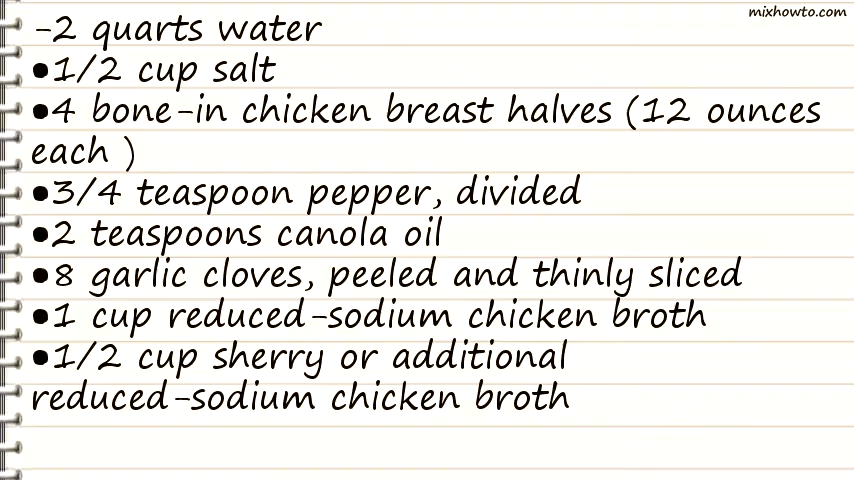 mixhowto.com
-2 quarts water
•1/2 cup salt
•4 bone-in chicken breast halves (12 ounces
each )
•3/4 teaspoon pepper, divided
•2 teaspoons canola oil
•8 garlic cloves, peeled and thinly sliced
•1 cup reduced-sodium chicken broth
•1/2 cup sherry or additional
reduced-sodium chicken broth